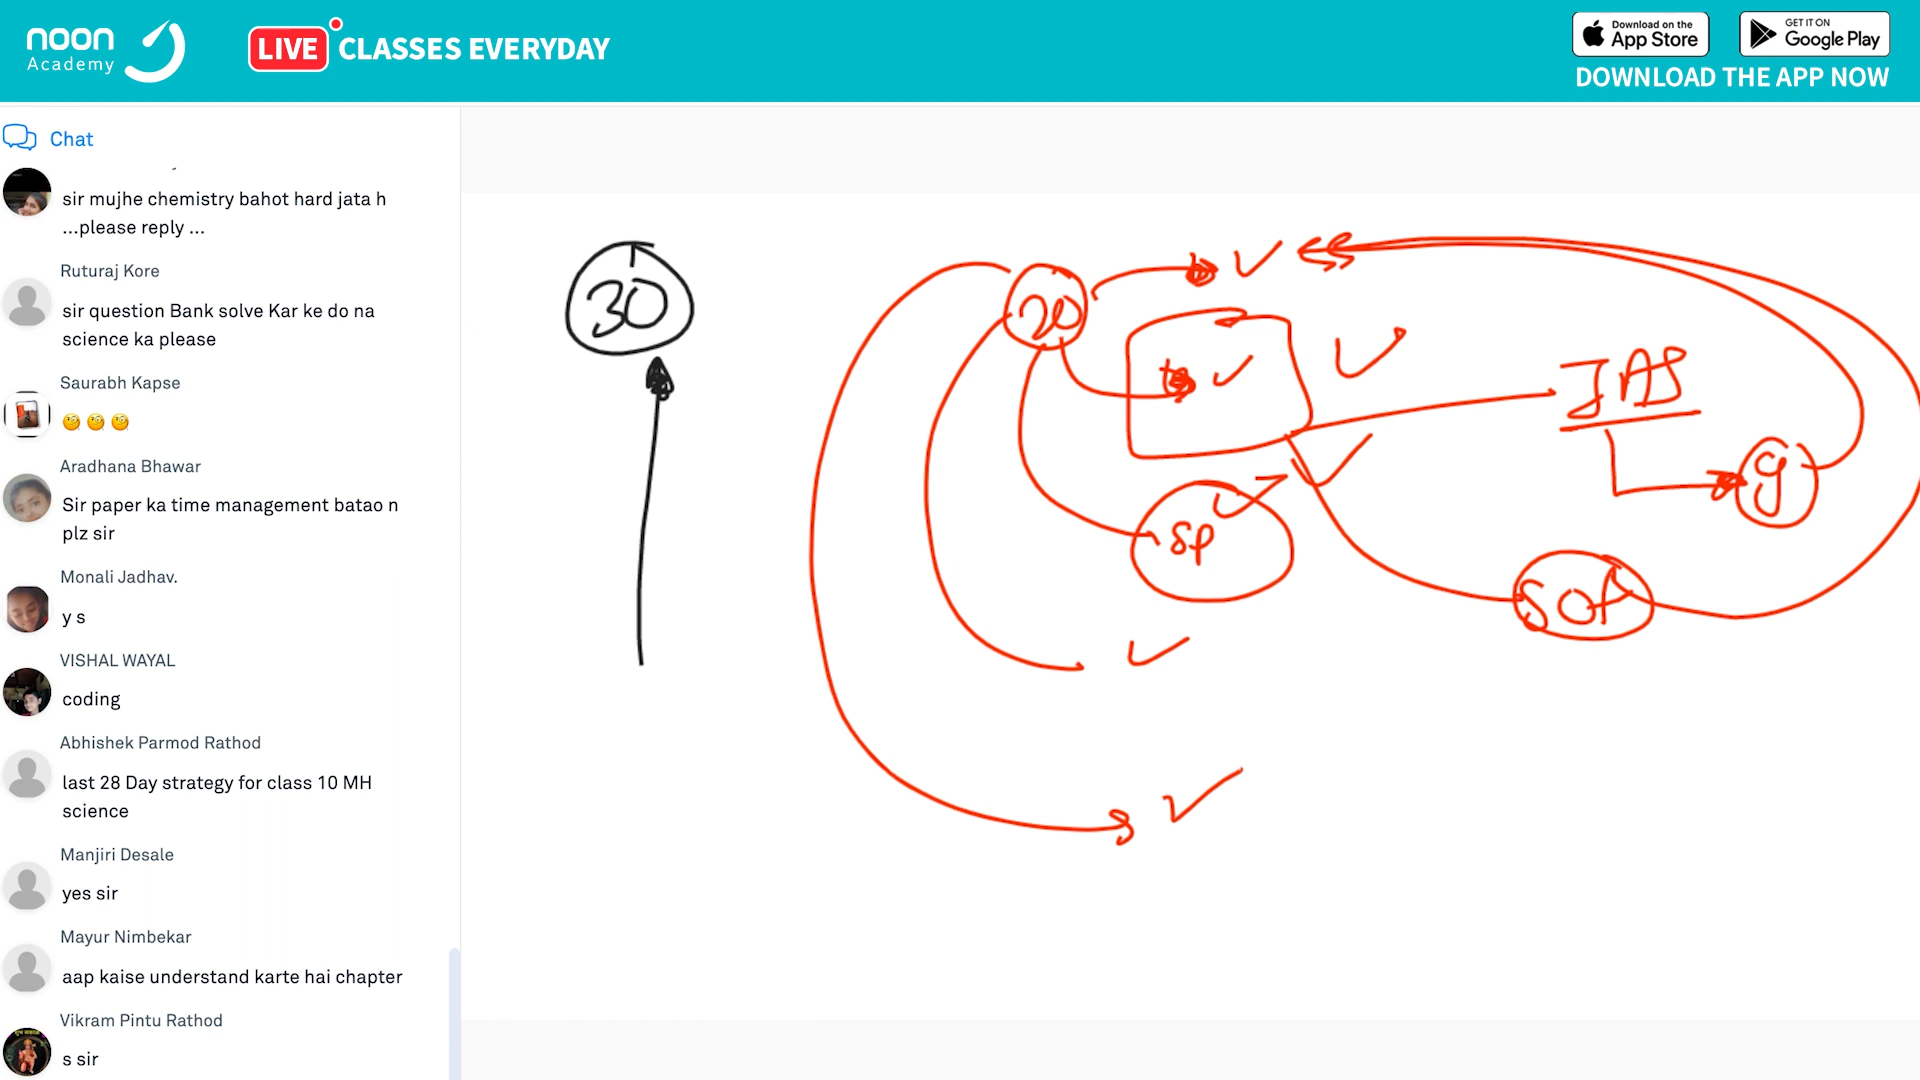 noon
Academy
LIVE CLASSES EVERYDAY
Download on the
App Store
GET IT ON
Google Play
DOWNLOAD THE APP NOW
Chat
sir mujhe chemistry bahot hard jata h
...please reply ...
Ruturaj Kore
sir question Bank solve Kar ke do na
science ka please
Saurabh Kapse
🧐 🧐 🧐
Aradhana Bhawar
Sir paper ka time management batao n
plz sir
Monali Jadhav.
y s
VISHAL WAYAL
coding
Abhishek Parmod Rathod
last 28 Day strategy for class 10 MH
science
Manjiri Desale
yes sir
Mayur Nimbekar
aap kaise understand karte hai chapter
Vikram Pintu Rathod
s sir
30
20
IAS
g
SP